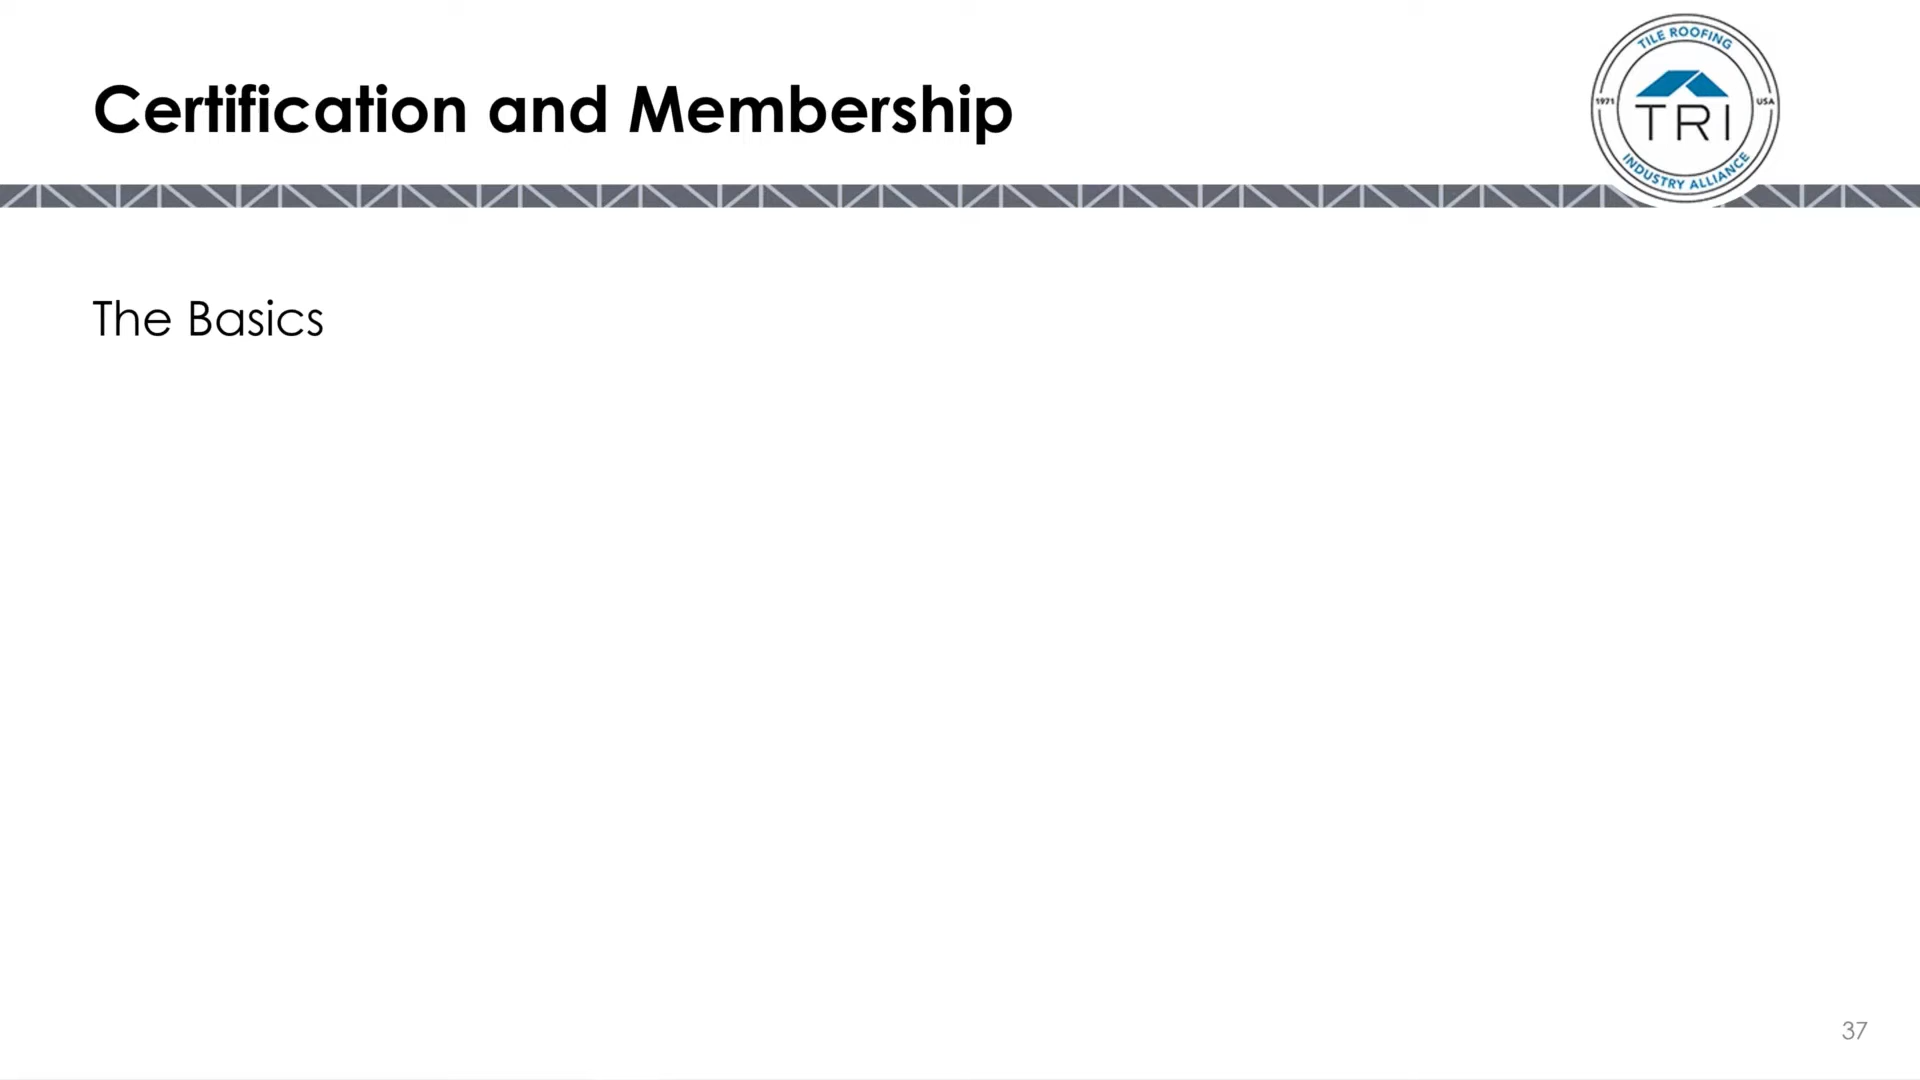 Certification and Membership
TILE ROOFING
1971
USA
TRI
INDUSTRY ALLIANCE
The Basics
37